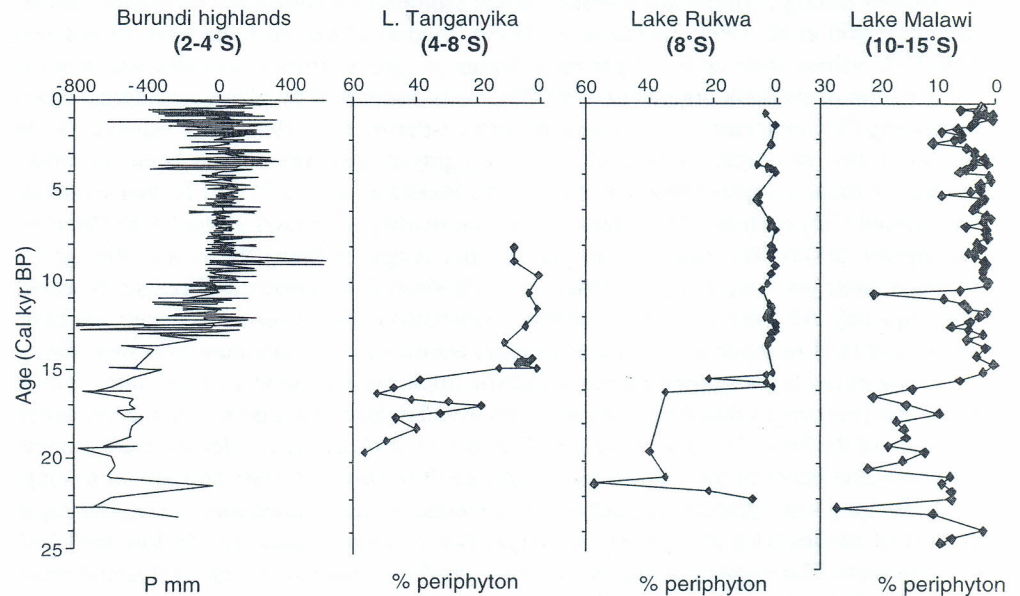 Burundi highlands
(2-4°S)
L. Tanganyika
(4-8°S)
Lake Rukwa
(8°S)
Lake Malawi
(10-15°S)
-800 -400 0 400
60 40 20 0
60 40 20 0
30 20 10 0
Age (Cal kyr BP)
0
5
10
15
20
25
P mm
% periphyton
% periphyton
% periphyton